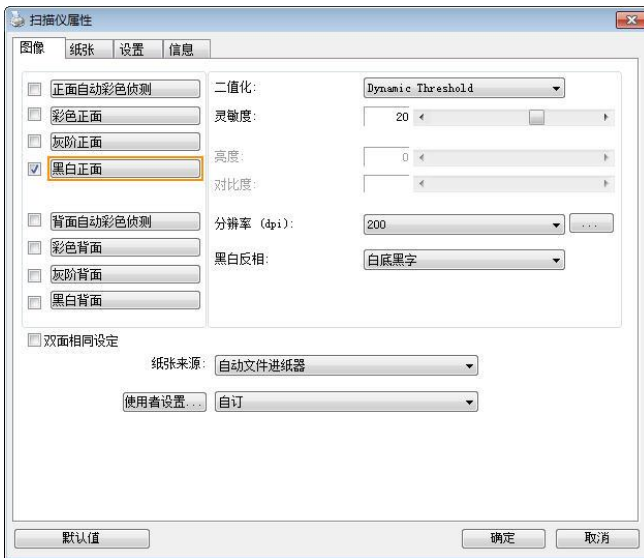 扫描仪属性
图像 纸张 设置 信息
正面自动彩色侦测
彩色正面
灰阶正面
黑白正面
背面自动彩色侦测
彩色背面
灰阶背面
黑白背面
二值化: Dynamic Threshold
灵敏度: 20
亮度: 0
对比度:
分辨率 (dpi): 200 ...
黑白反相: 白底黑字
双面相同设定
纸张来源: 自动文件进纸器
使用者设置... 自订
默认值 确定 取消